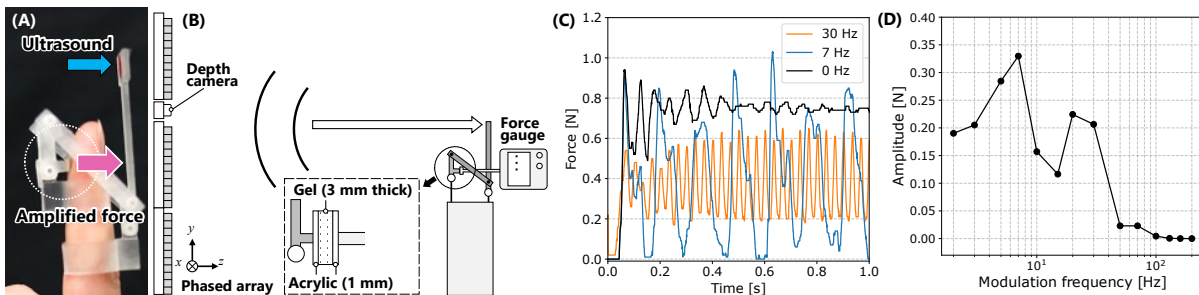 (A)
Ultrasound
Amplified force
(B)
Depth
camera
y
x
z
Phased array
Force
gauge
Gel (3 mm thick)
Acrylic (1 mm)
(C)
Force [N]
1.2
1.0
0.8
0.6
0.4
0.2
0.0
30 Hz
7 Hz
0 Hz
0.0 0.2 0.4 0.6 0.8 1.0
Time [s]
(D)
Amplitude [N]
0.40
0.35
0.30
0.25
0.20
0.15
0.10
0.05
0.00
10¹ 10²
Modulation frequency [Hz]